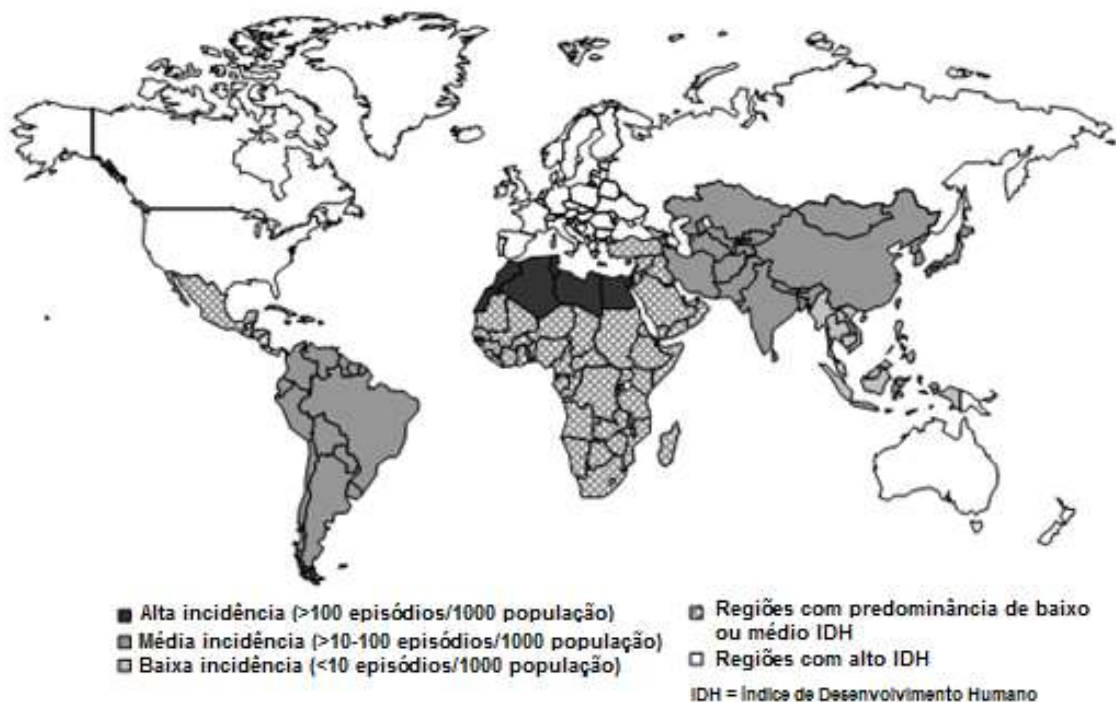 Alta incidência (>100 episódios/1000 população)
Média incidência (>10-100 episódios/1000 população)
Baixa incidência (<10 episódios/1000 população)
Regiões com predominância de baixo
ou médio IDH
Regiões com alto IDH
IDH = Índice de Desenvolvimento Humano